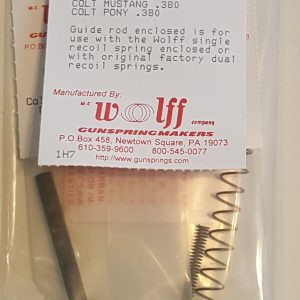 COLT MUSTANG .380
COLT PONY .380
Guide rod enclosed is for
use with the Wolff single
recoil spring enclosed or
with original factory dual
recoil springs.
Manufactured By:
W.C.
Wolff
company
GUNSPRINGMAKERS
P.O.Box 458, Newtown Square, PA 19073
610-359-9600 800-545-0077
1H7 http://www.gunsprings.com